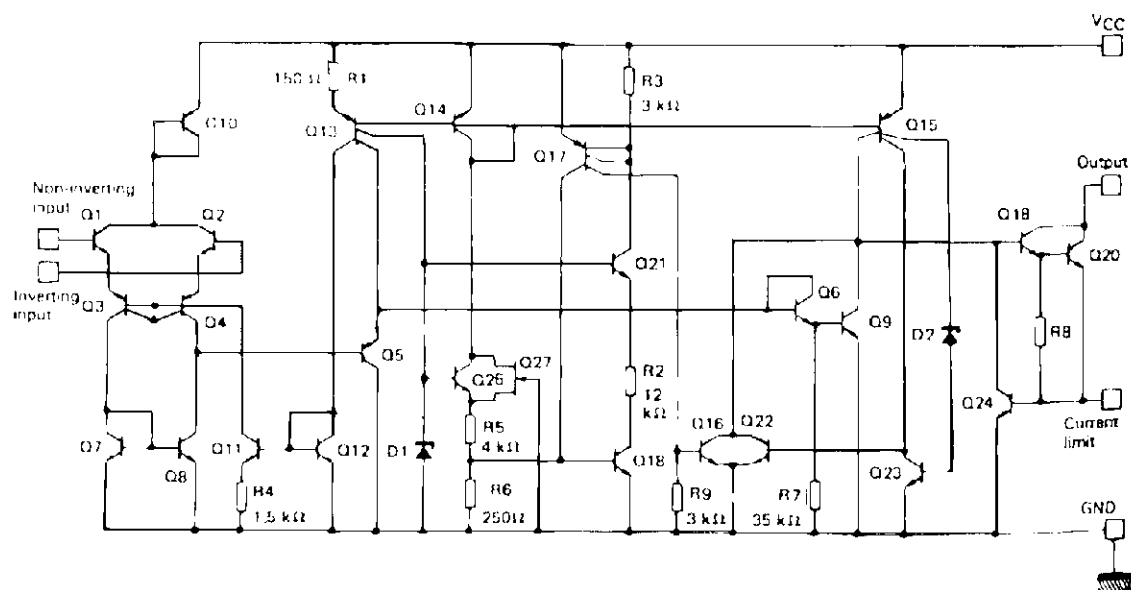 VCC
150 Ω R1
R3
3 kΩ
Q14
Q10
Q13
Q15
Q17
Output
Non-inverting
input
Q1
Q2
Q18
Q21
Q20
Inverting
input
Q3
Q4
Q6
Q9
R8
D2
Q5
Q27
Q26
R2
12
kΩ
Q24
Q16
Q22
Current
limit
R5
4 kΩ
Q7
Q8
Q11
Q12
D1
Q18
Q23
R4
1.5 kΩ
R6
250Ω
R9
3 kΩ
R7
35 kΩ
GND